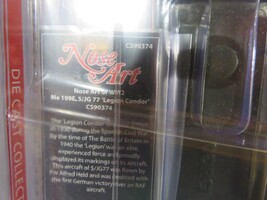 CS90374
Nose
Art
Nose Art of WW2
Me 109E, 5/JG 77 "Legion Condor"
CS90374
The 'Legion Condor'
in 1936 during the Spanish Civil War
by the time of The Battle of Britain in
1940 the 'Legion' was an elite
experienced force and proudly
displayed its markings on its aircraft.
This aircraft of 5/JG77 was flown by
Fw Alfred Held and was credited with
the first German victory over an RAF
aircraft.
DIE CAST COLLEC